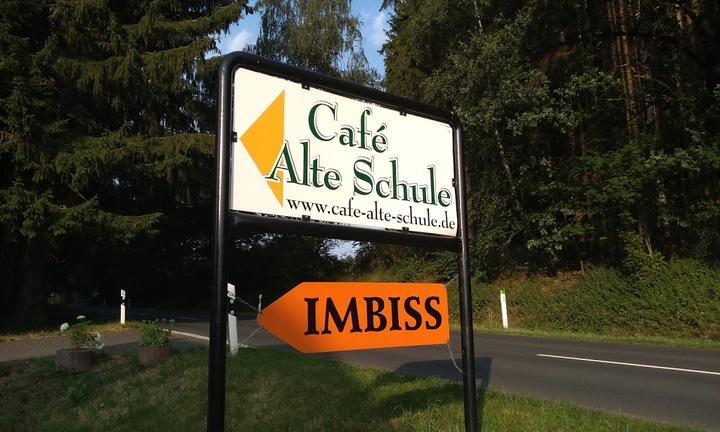 Café
Alte Schule
www.cafe-alte-schule.de
IMBISS